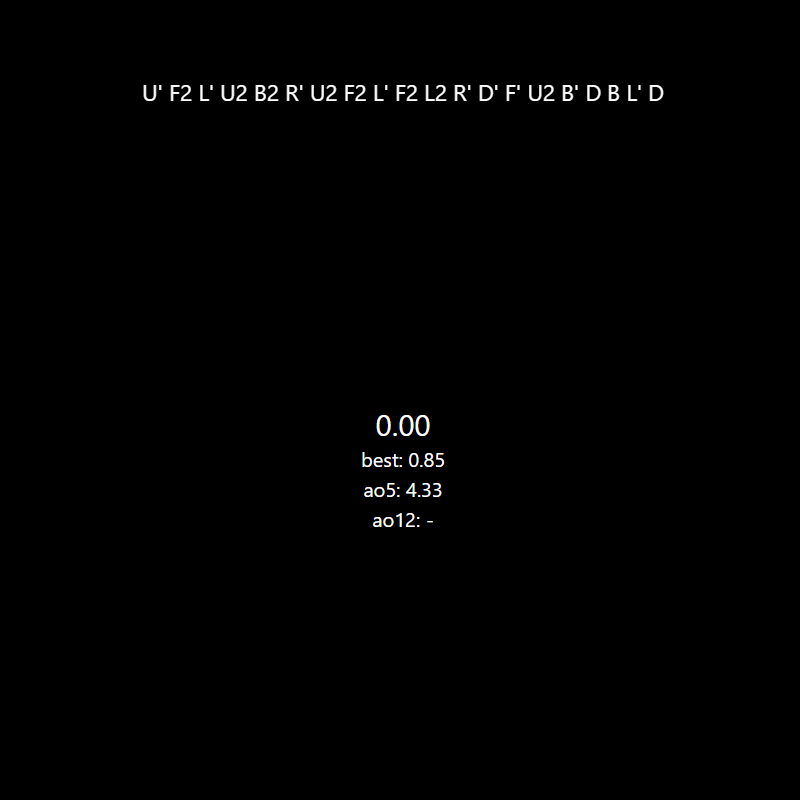 U' F2 L' U2 B2 R' U2 F2 L' F2 L2 R' D' F' U2 B' D B L' D
0.00
best: 0.85
ao5: 4.33
ao12: -